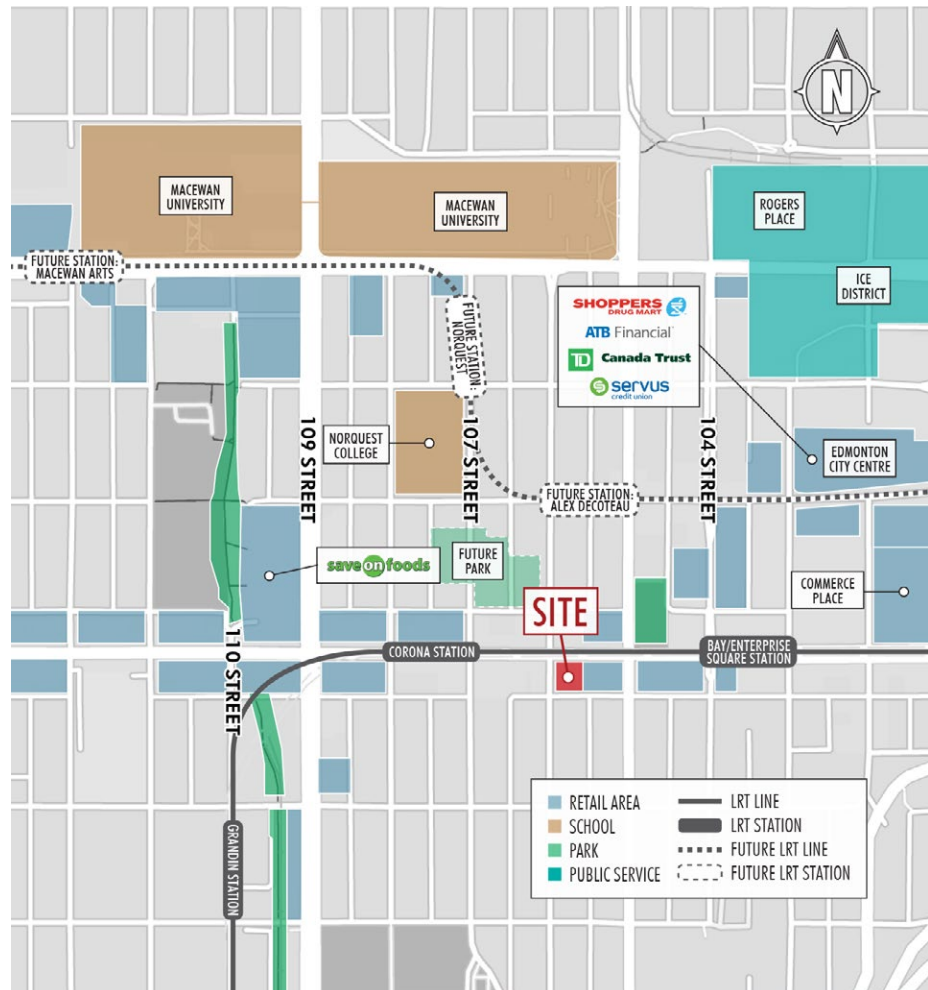 N
MACEWAN
UNIVERSITY
MACEWAN
UNIVERSITY
ROGERS
PLACE
FUTURE STATION:
MACEWAN ARTS
ICE
DISTRICT
FUTURE STATION:
NORQUEST
SHOPPERS
DRUG MART
ATB Financial
TD Canada Trust
servus
credit union
109 STREET
NORQUEST
COLLEGE
107 STREET
104 STREET
EDMONTON
CITY CENTRE
FUTURE STATION:
ALEX DECOTEAU
save on foods
FUTURE
PARK
COMMERCE
PLACE
SITE
110 STREET
CORONA STATION
BAY/ENTERPRISE
SQUARE STATION
GRANDIN STATION
RETAIL AREA
SCHOOL
PARK
PUBLIC SERVICE
LRT LINE
LRT STATION
FUTURE LRT LINE
FUTURE LRT STATION